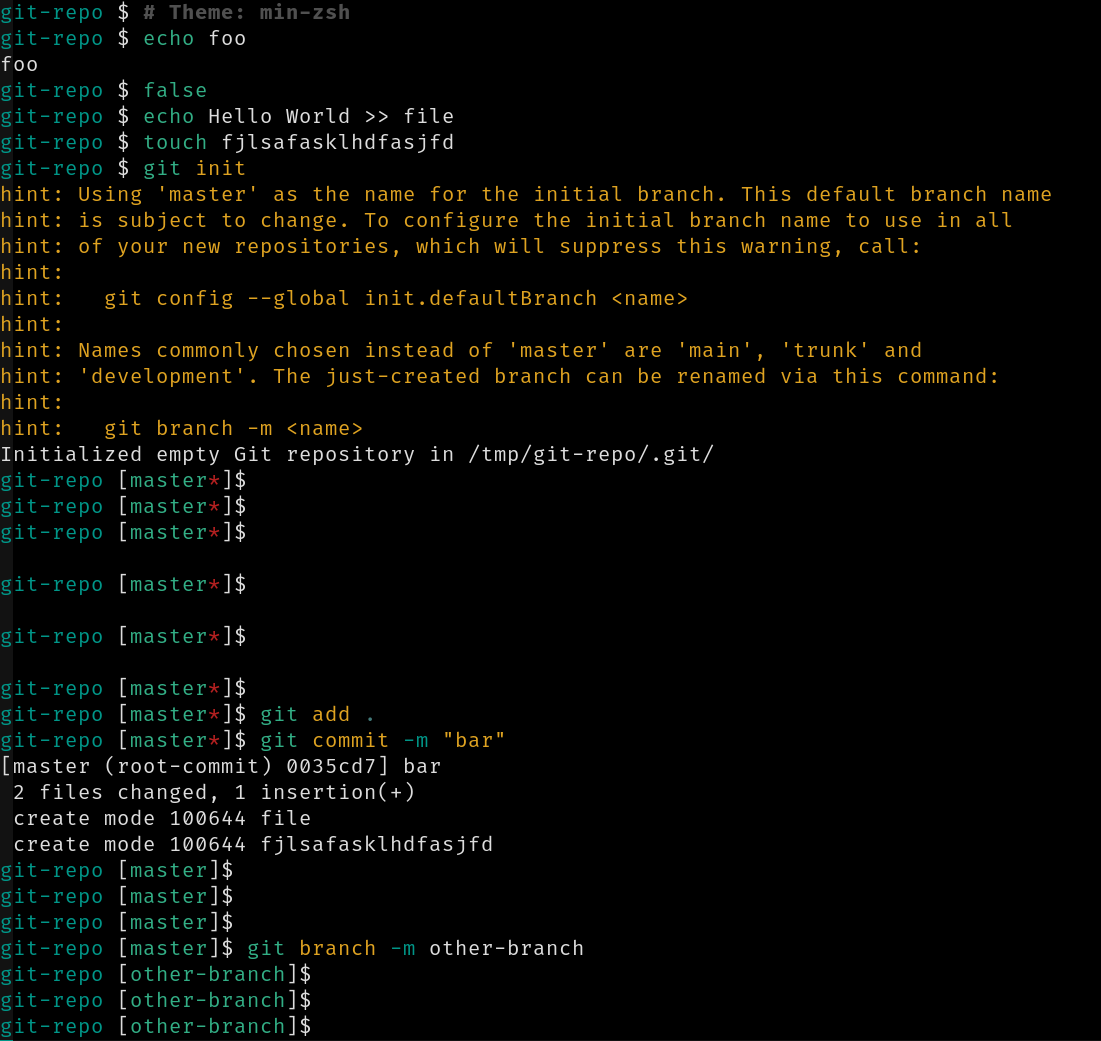 git-repo $ # Theme: min-zsh
git-repo $ echo foo
foo
git-repo $ false
git-repo $ echo Hello World >> file
git-repo $ touch fjlsafasklhdfasjfd
git-repo $ git init
hint: Using 'master' as the name for the initial branch. This default branch name
hint: is subject to change. To configure the initial branch name to use in all
hint: of your new repositories, which will suppress this warning, call:
hint:
hint:   git config --global init.defaultBranch <name>
hint:
hint: Names commonly chosen instead of 'master' are 'main', 'trunk' and
hint: 'development'. The just-created branch can be renamed via this command:
hint:
hint:   git branch -m <name>
Initialized empty Git repository in /tmp/git-repo/.git/
git-repo [master*]$
git-repo [master*]$
git-repo [master*]$
git-repo [master*]$
git-repo [master*]$
git-repo [master*]$
git-repo [master*]$ git add .
git-repo [master*]$ git commit -m "bar"
[master (root-commit) 0035cd7] bar
 2 files changed, 1 insertion(+)
 create mode 100644 file
 create mode 100644 fjlsafasklhdfasjfd
git-repo [master]$
git-repo [master]$
git-repo [master]$
git-repo [master]$ git branch -m other-branch
git-repo [other-branch]$
git-repo [other-branch]$
git-repo [other-branch]$